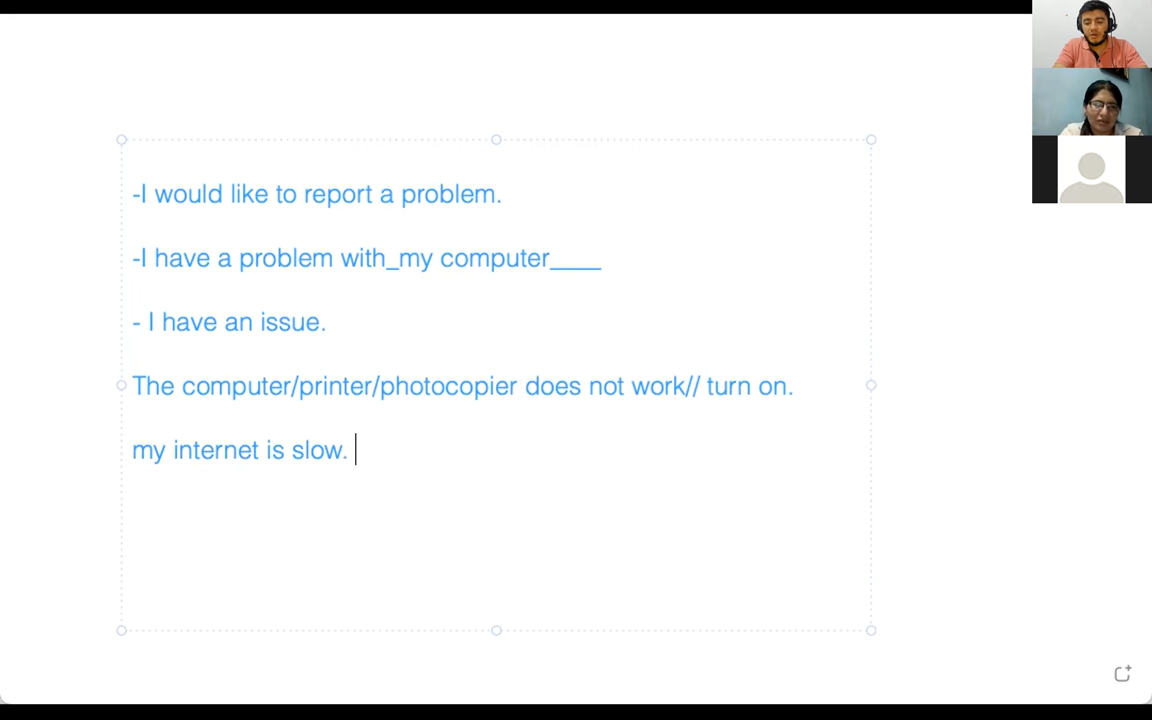 -I would like to report a problem.
-I have a problem with_my computer____
- I have an issue.
The computer/printer/photocopier does not work// turn on.
my internet is slow.